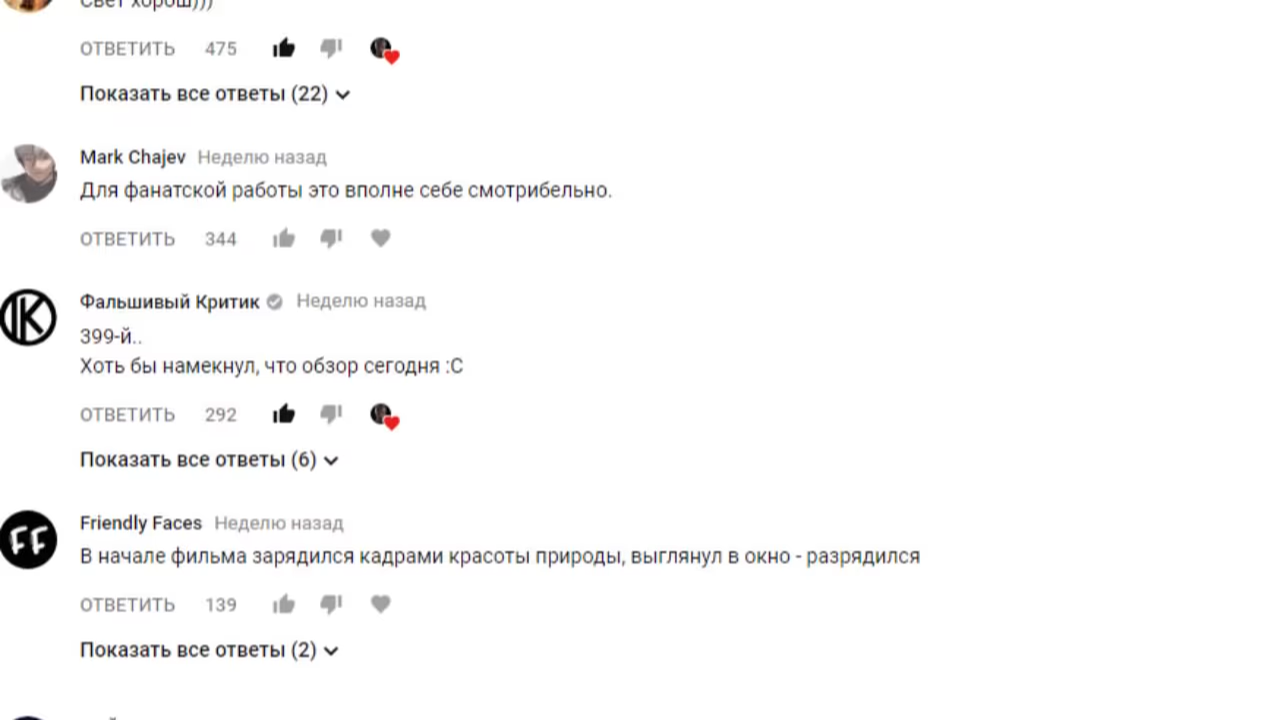 Свет хорош)))
ОТВЕТИТЬ 475
Показать все ответы (22)
Mark Chajev Неделю назад
Для фанатской работы это вполне себе смотрибельно.
ОТВЕТИТЬ 344
Фальшивый Критик Неделю назад
399-й..
Хоть бы намекнул, что обзор сегодня :С
ОТВЕТИТЬ 292
Показать все ответы (6)
Friendly Faces Неделю назад
В начале фильма зарядился кадрами красоты природы, выглянул в окно - разрядился
ОТВЕТИТЬ 139
Показать все ответы (2)